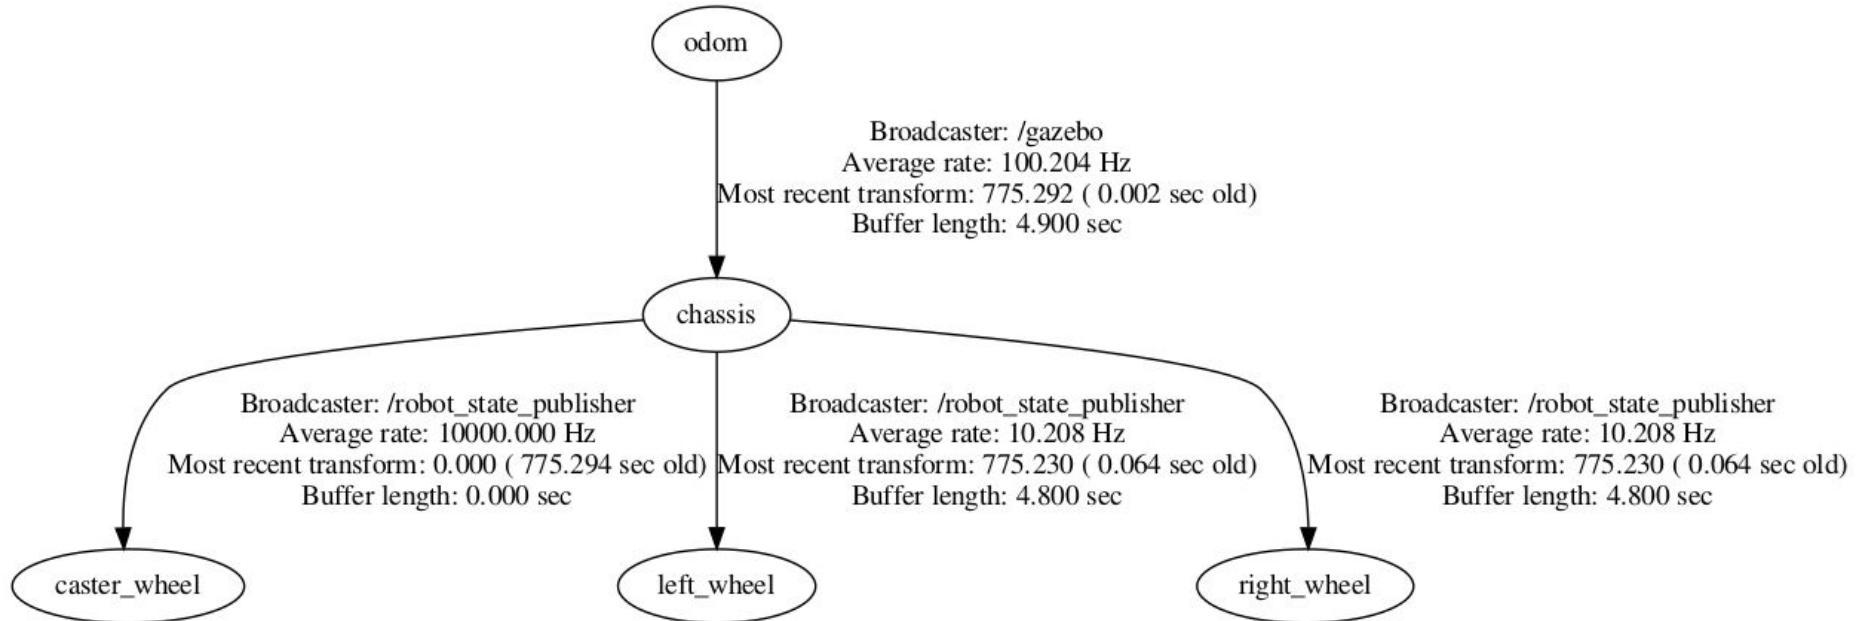 odom
Broadcaster: /gazebo
Average rate: 100.204 Hz
Most recent transform: 775.292 ( 0.002 sec old)
Buffer length: 4.900 sec
chassis
Broadcaster: /robot_state_publisher
Average rate: 10000.000 Hz
Most recent transform: 0.000 ( 775.294 sec old)
Buffer length: 0.000 sec
Broadcaster: /robot_state_publisher
Average rate: 10.208 Hz
Most recent transform: 775.230 ( 0.064 sec old)
Buffer length: 4.800 sec
Broadcaster: /robot_state_publisher
Average rate: 10.208 Hz
Most recent transform: 775.230 ( 0.064 sec old)
Buffer length: 4.800 sec
caster_wheel
left_wheel
right_wheel